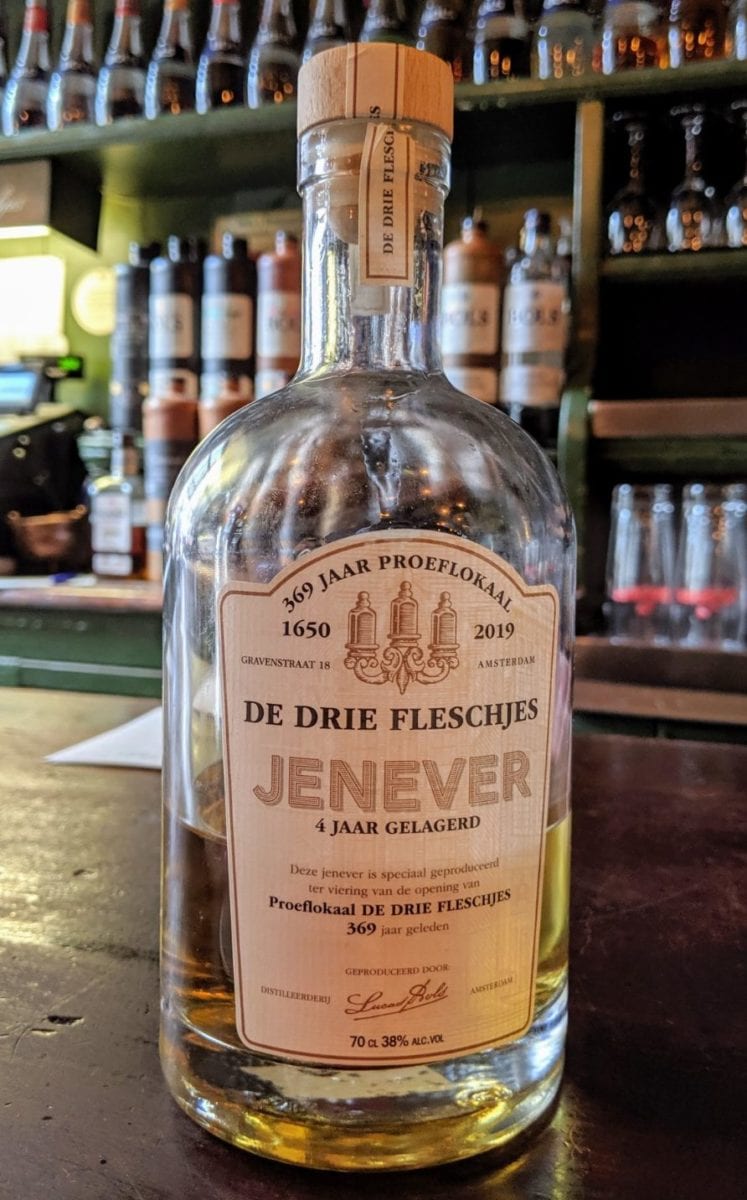 DE DRIE FLESCH
369 JAAR PROEFLOKAAL
1650 2019
GRAVENSTRAAT 18 AMSTERDAM
DE DRIE FLESCHJES
JENEVER
4 JAAR GELAGERD
Deze jenever is speciaal geproduceerd
ter viering van de opening van
Proeflokaal DE DRIE FLESCHJES
369 jaar geleden
GEPRODUCEERD DOOR:
DISTILLEERDERIJ Lucas Bols AMSTERDAM
70 CL 38% ALC.VOL
BOLS